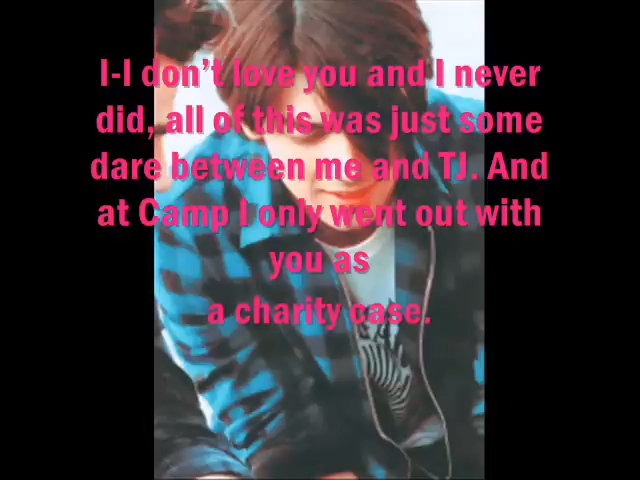 I-I don’t love you and I never
did, all of this was just some
dare between me and TJ. And
at Camp I only went out with
you as
a charity case.